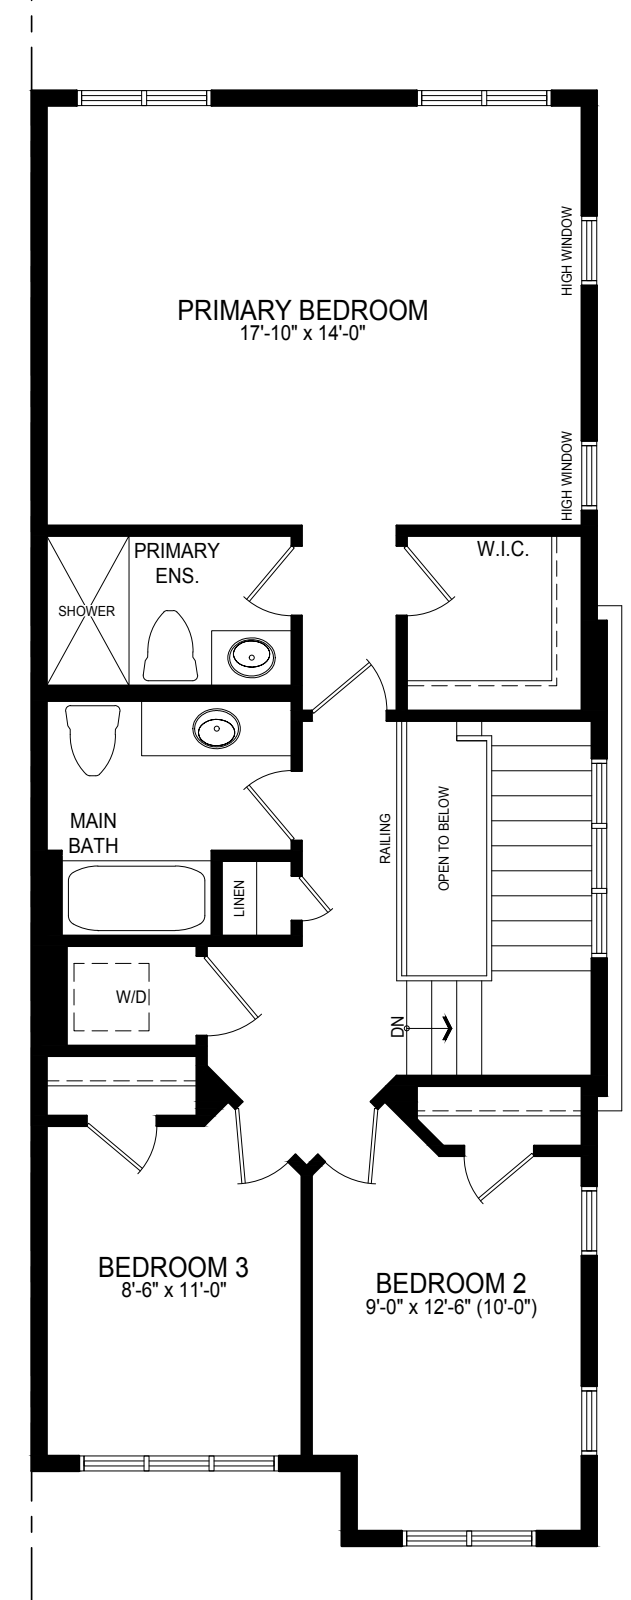 HIGH WINDOW
PRIMARY BEDROOM
17'-10" x 14'-0"
HIGH WINDOW
PRIMARY
ENS.
W.I.C.
SHOWER
MAIN
BATH
RAILING
OPEN TO BELOW
LINEN
W/D
DN
BEDROOM 3
8'-6" x 11'-0"
BEDROOM 2
9'-0" x 12'-6" (10'-0")